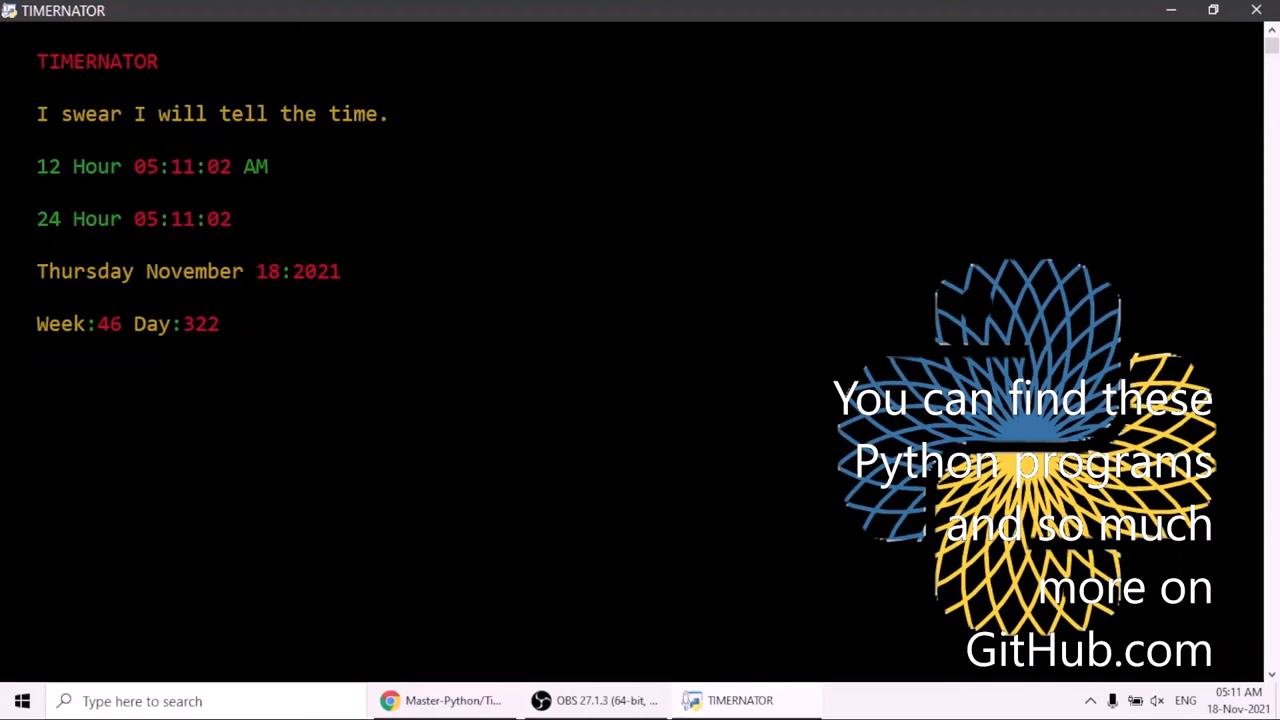 TIMERNATOR
TIMERNATOR
I swear I will tell the time.
12 Hour 05:11:02 AM
24 Hour 05:11:02
Thursday November 18:2021
Week:46 Day:322
You can find these
Python programs
and so much
more on
GitHub.com
Type here to search
Master-Python/Ti...
OBS 27.1.3 (64-bit, ...
TIMERNATOR
ENG
05:11 AM
18-Nov-2021